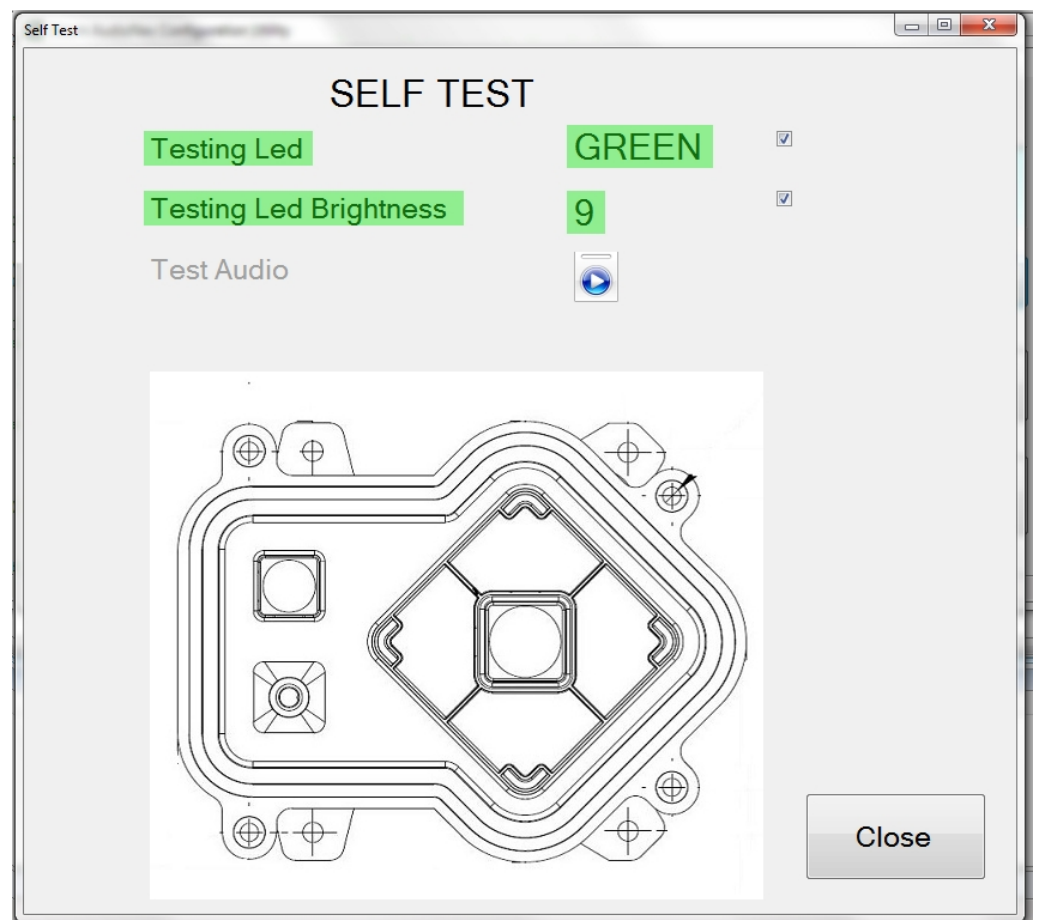 Self Test
SELF TEST
Testing Led GREEN
Testing Led Brightness 9
Test Audio
Close